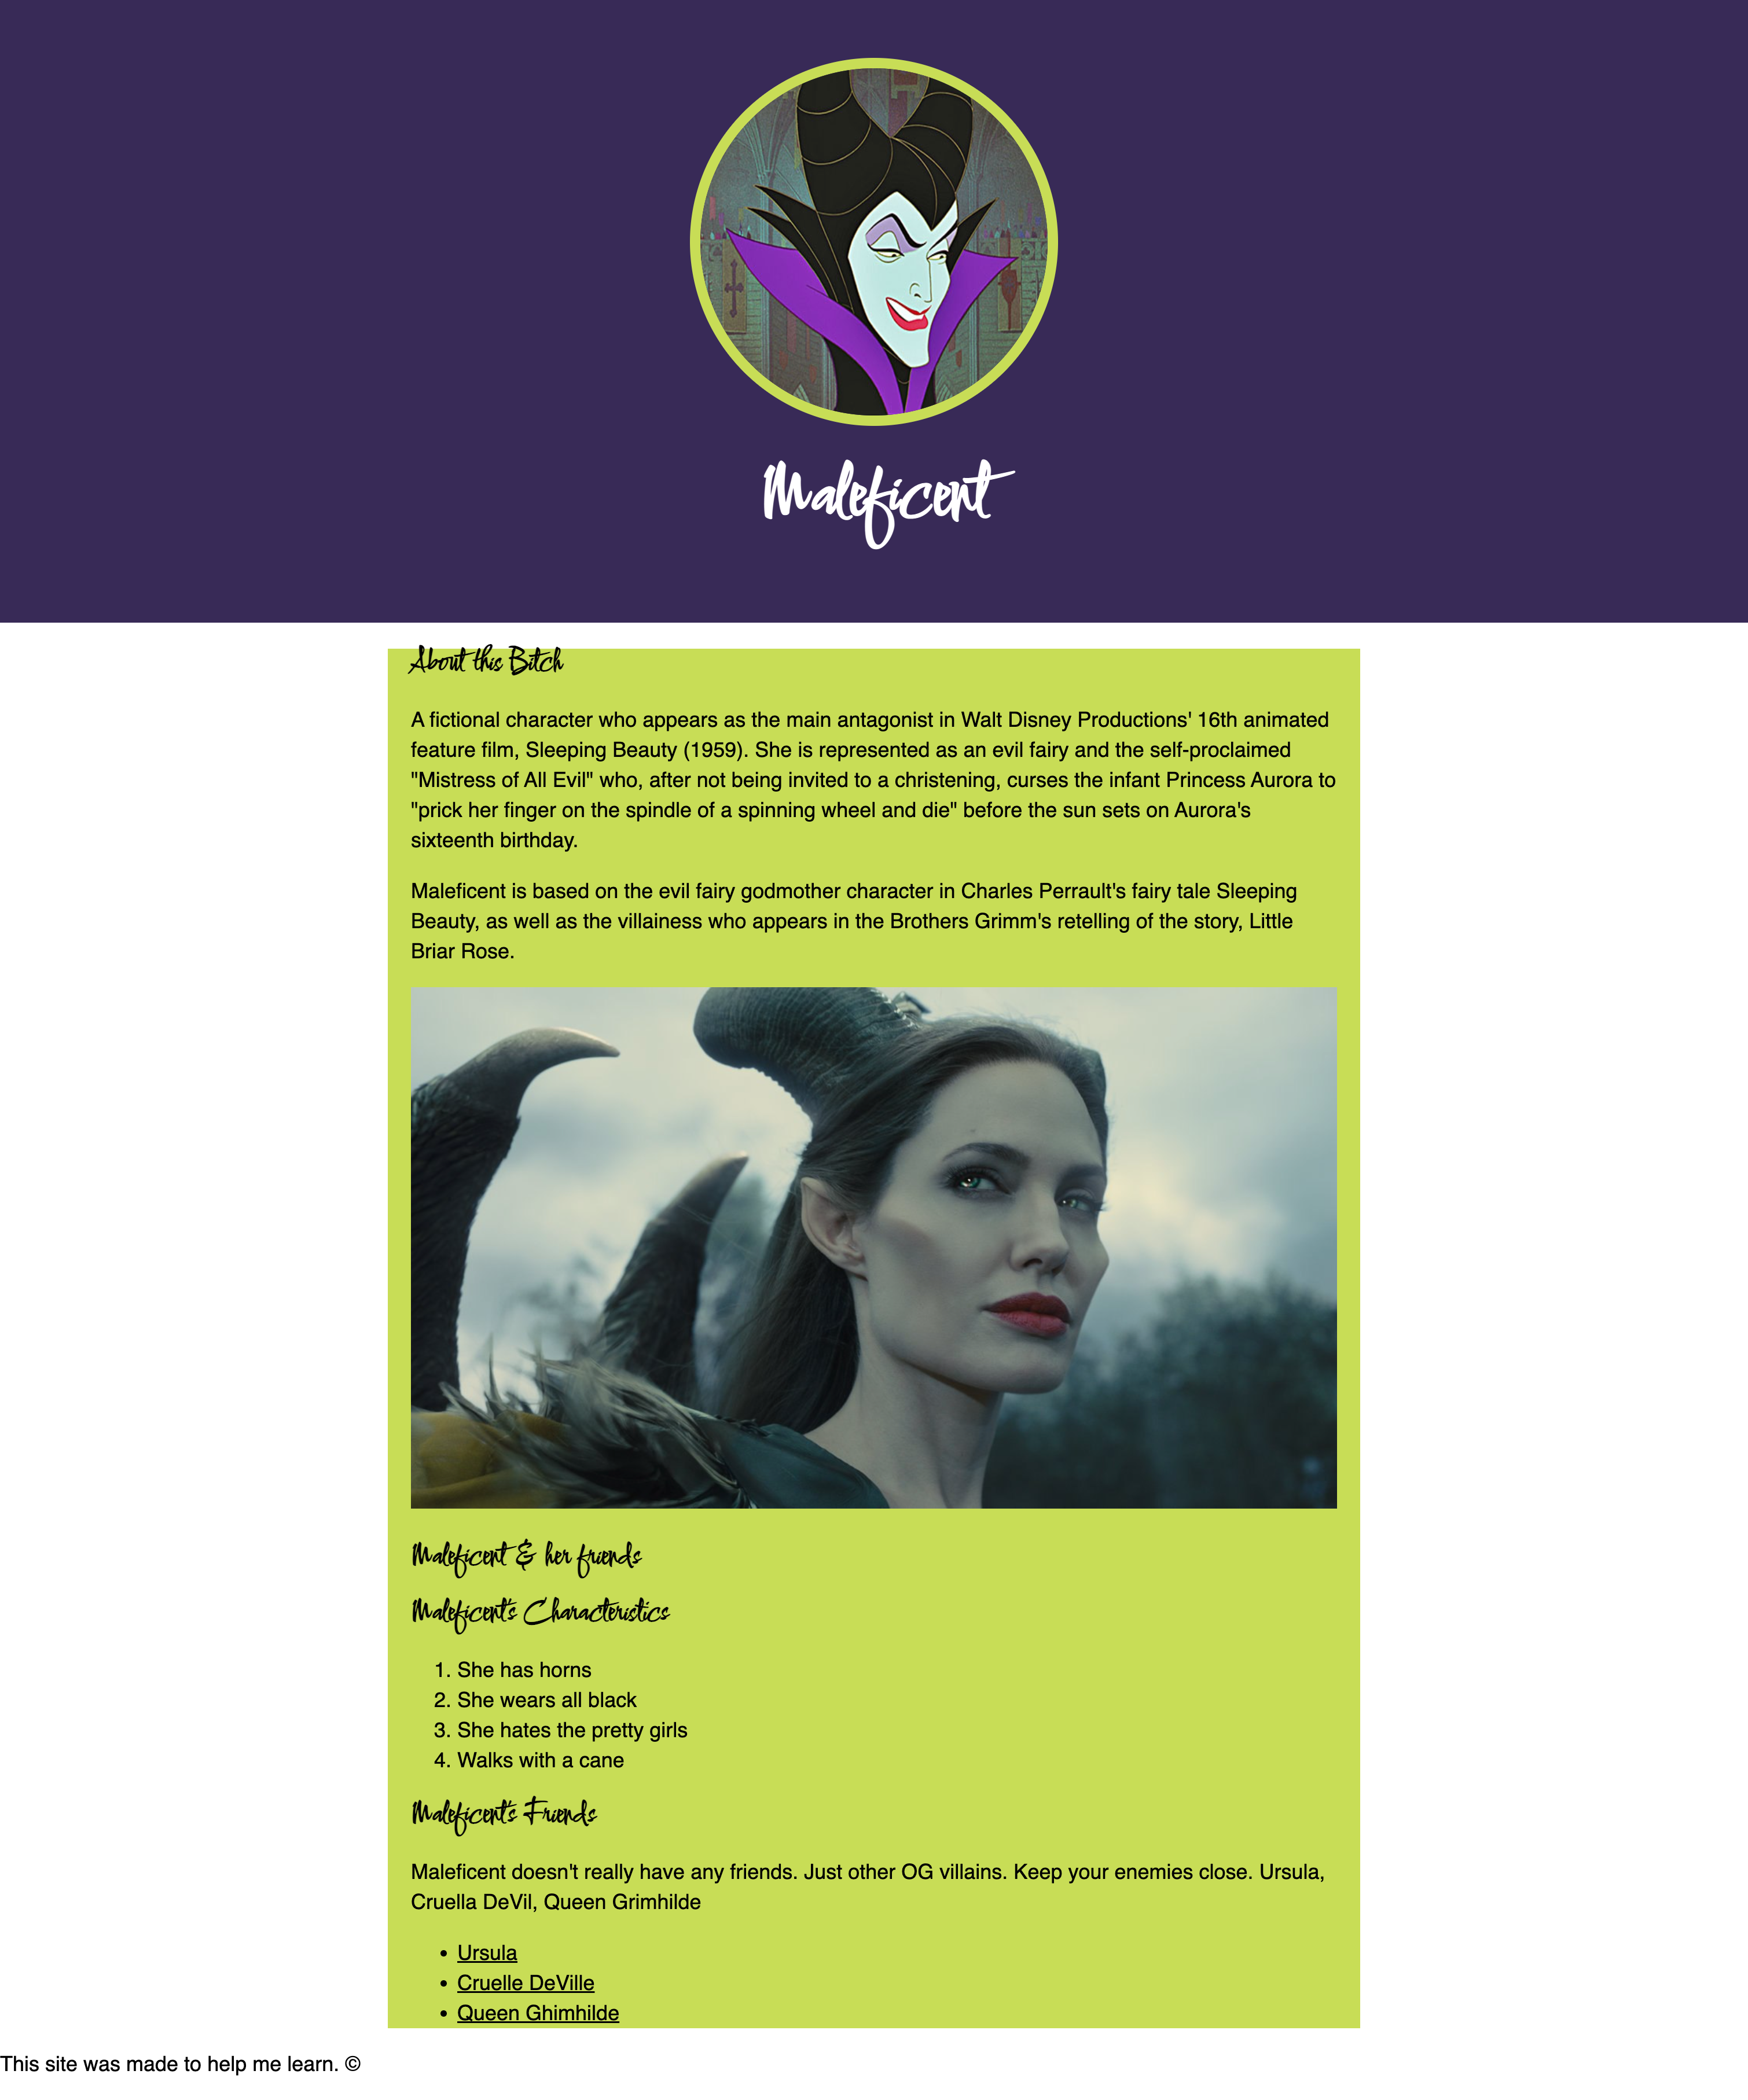 Maleficent
About this Bitch
A fictional character who appears as the main antagonist in Walt Disney Productions' 16th animated
feature film, Sleeping Beauty (1959). She is represented as an evil fairy and the self-proclaimed
"Mistress of All Evil" who, after not being invited to a christening, curses the infant Princess Aurora to
"prick her finger on the spindle of a spinning wheel and die" before the sun sets on Aurora's
sixteenth birthday.
Maleficent is based on the evil fairy godmother character in Charles Perrault's fairy tale Sleeping
Beauty, as well as the villainess who appears in the Brothers Grimm's retelling of the story, Little
Briar Rose.
Maleficent & her friends
Maleficent's Characteristics
1. She has horns
2. She wears all black
3. She hates the pretty girls
4. Walks with a cane
Maleficent's Friends
Maleficent doesn't really have any friends. Just other OG villains. Keep your enemies close. Ursula,
Cruella DeVil, Queen Grimhilde
• Ursula
• Cruelle DeVille
• Queen Ghimhilde
This site was made to help me learn. ©